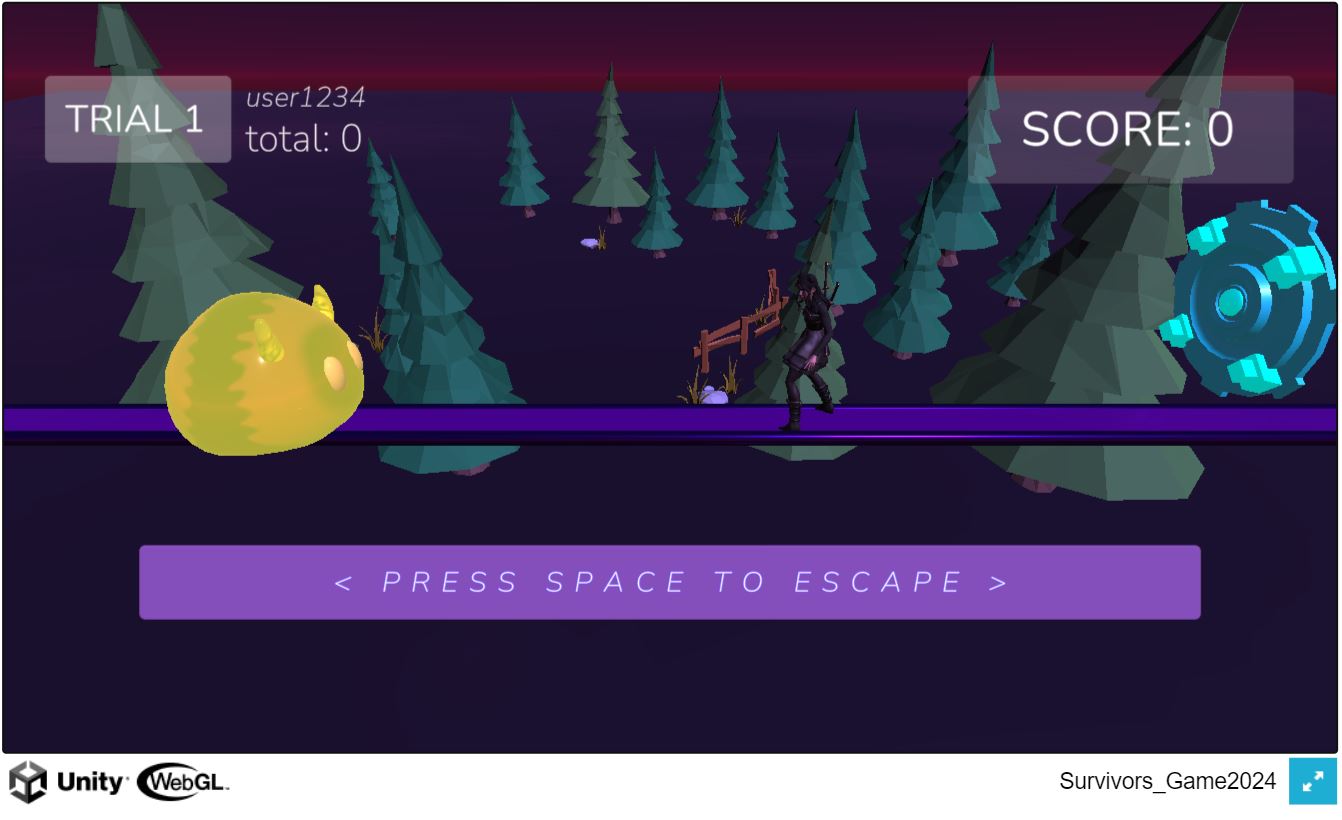 TRIAL 1
user1234
total: 0
SCORE: 0
< PRESS SPACE TO ESCAPE >
Unity WebGL
Survivors_Game2024